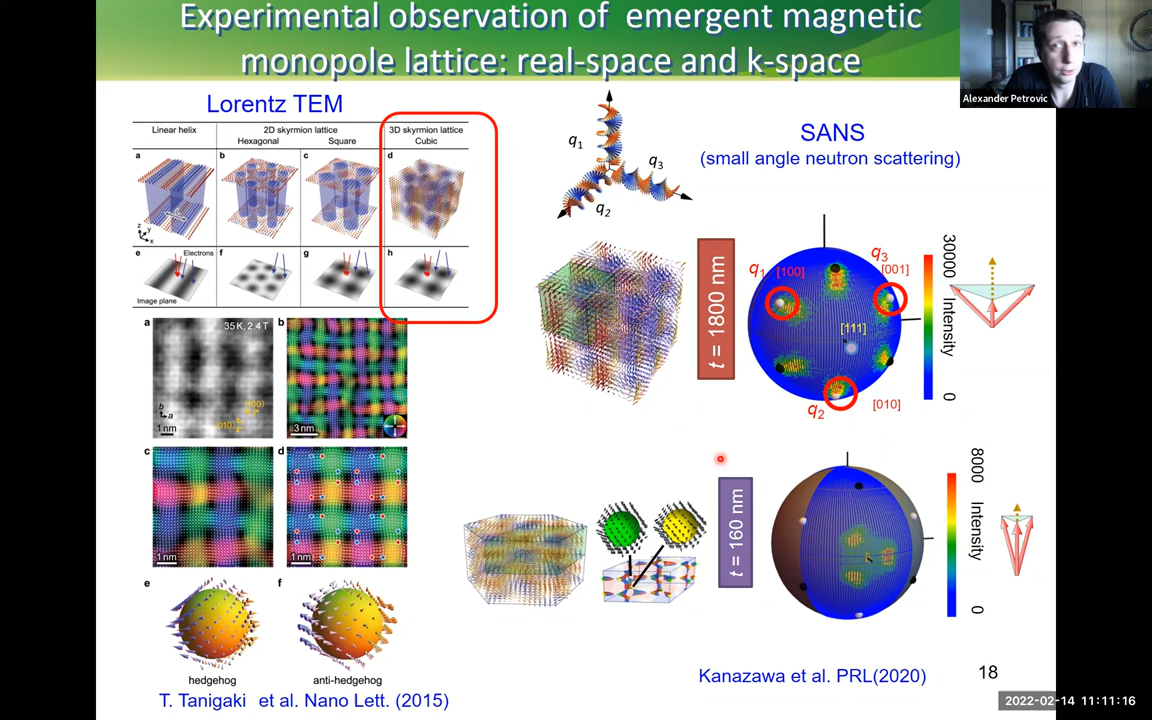 Experimental observation of emergent magnetic
monopole lattice: real-space and k-space
Alexander Petrovic
Lorentz TEM
Linear helix
2D skyrmion lattice
Hexagonal
Square
3D skyrmion lattice
Cubic
a
b
c
d
z
y
x
e
Electrons
f
g
h
Image plane
a
35 K, 2.4 T
b
a
1 nm
b
3 nm
c
1 nm
d
1 nm
e
f
hedgehog
anti-hedgehog
T. Tanigaki et al. Nano Lett. (2015)
q1
q3
q2
SANS
(small angle neutron scattering)
t = 1800 nm
q1 [100]
q3
[001]
[111]
q2
[010]
30000
Intensity
0
t = 160 nm
8000
Intensity
0
Kanazawa et al. PRL(2020)
18
2022-02-14 11:11:16